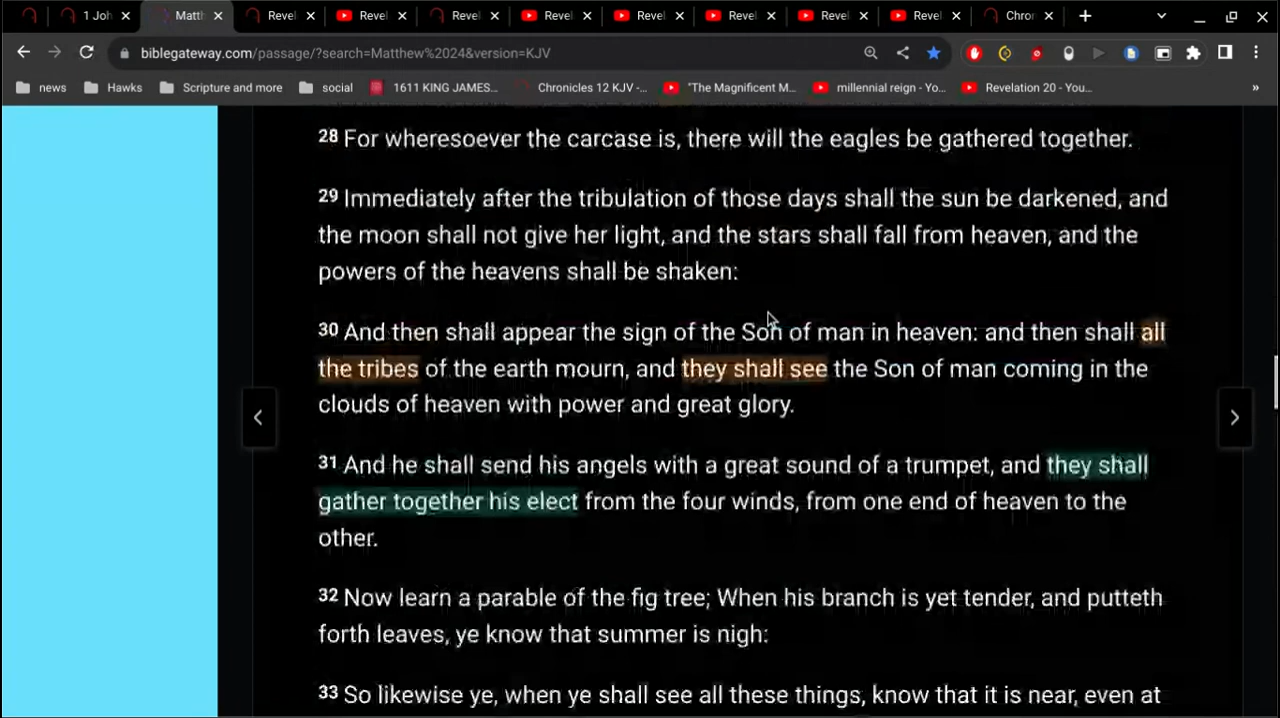 1 Joh
Matth
Revel
Revel
Revel
Revel
Revel
Revel
Revel
Revel
Chron
biblegateway.com/passage/?search=Matthew%2024&version=KJV
news
Hawks
Scripture and more
social
1611 KING JAMES...
Chronicles 12 KJV -...
"The Magnificent M...
millennial reign - Yo...
Revelation 20 - You...
»
28 For wheresoever the carcase is, there will the eagles be gathered together.
29 Immediately after the tribulation of those days shall the sun be darkened, and
the moon shall not give her light, and the stars shall fall from heaven, and the
powers of the heavens shall be shaken:
30 And then shall appear the sign of the Son of man in heaven: and then shall all
the tribes of the earth mourn, and they shall see the Son of man coming in the
clouds of heaven with power and great glory.
31 And he shall send his angels with a great sound of a trumpet, and they shall
gather together his elect from the four winds, from one end of heaven to the
other.
32 Now learn a parable of the fig tree; When his branch is yet tender, and putteth
forth leaves, ye know that summer is nigh:
33 So likewise ye, when ye shall see all these things, know that it is near, even at